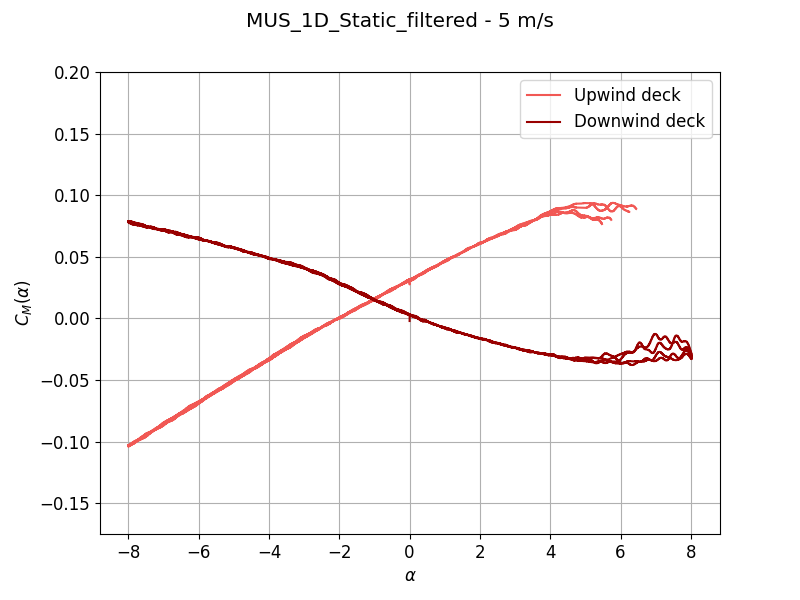 MUS_1D_Static_filtered - 5 m/s
Upwind deck
Downwind deck
0.20
0.15
0.10
0.05
0.00
−0.05
−0.10
−0.15
C_M(α)
−8 −6 −4 −2 0 2 4 6 8
α